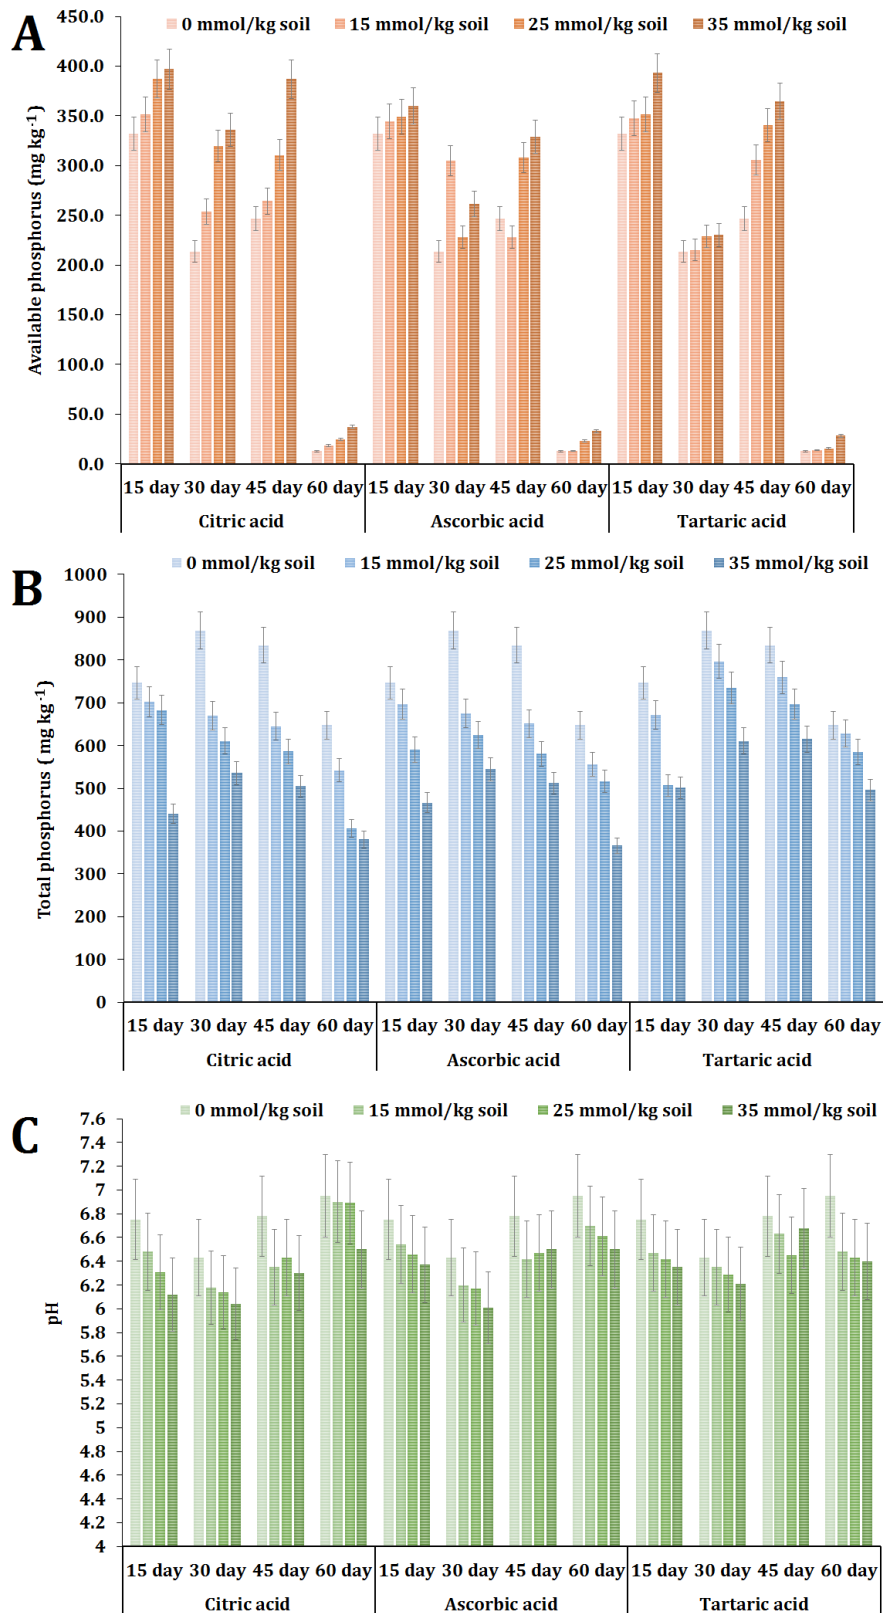 A
0 mmol/kg soil 15 mmol/kg soil 25 mmol/kg soil 35 mmol/kg soil
Available phosphorus (mg kg⁻¹)
450.0
400.0
350.0
300.0
250.0
200.0
150.0
100.0
50.0
0.0
15 day 30 day 45 day 60 day 15 day 30 day 45 day 60 day 15 day 30 day 45 day 60 day
Citric acid Ascorbic acid Tartaric acid
B
0 mmol/kg soil 15 mmol/kg soil 25 mmol/kg soil 35 mmol/kg soil
Total phosphorus ( mg kg⁻¹)
1000
900
800
700
600
500
400
300
200
100
0
15 day 30 day 45 day 60 day 15 day 30 day 45 day 60 day 15 day 30 day 45 day 60 day
Citric acid Ascorbic acid Tartaric acid
C
0 mmol/kg soil 15 mmol/kg soil 25 mmol/kg soil 35 mmol/kg soil
pH
7.6
7.4
7.2
7
6.8
6.6
6.4
6.2
6
5.8
5.6
5.4
5.2
5
4.8
4.6
4.4
4.2
4
15 day 30 day 45 day 60 day 15 day 30 day 45 day 60 day 15 day 30 day 45 day 60 day
Citric acid Ascorbic acid Tartaric acid